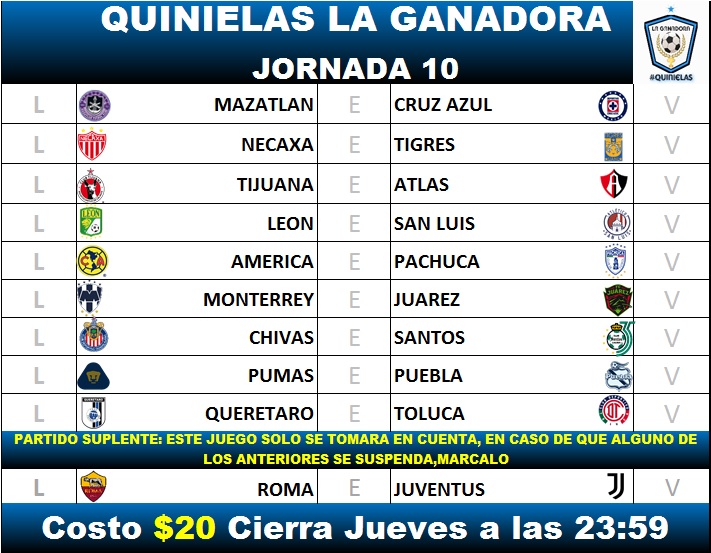 QUINIELAS LA GANADORA
JORNADA 10
LA GANADORA
#QUINIELAS
L MAZATLAN E CRUZ AZUL V
L NECAXA E TIGRES V
L TIJUANA E ATLAS V
L LEON E SAN LUIS V
L AMERICA E PACHUCA V
L MONTERREY E JUAREZ V
L CHIVAS E SANTOS V
L PUMAS E PUEBLA V
L QUERETARO E TOLUCA V
PARTIDO SUPLENTE: ESTE JUEGO SOLO SE TOMARA EN CUENTA, EN CASO DE QUE ALGUNO DE
LOS ANTERIORES SE SUSPENDA,MARCALO
L ROMA E JUVENTUS V
Costo $20 Cierra Jueves a las 23:59